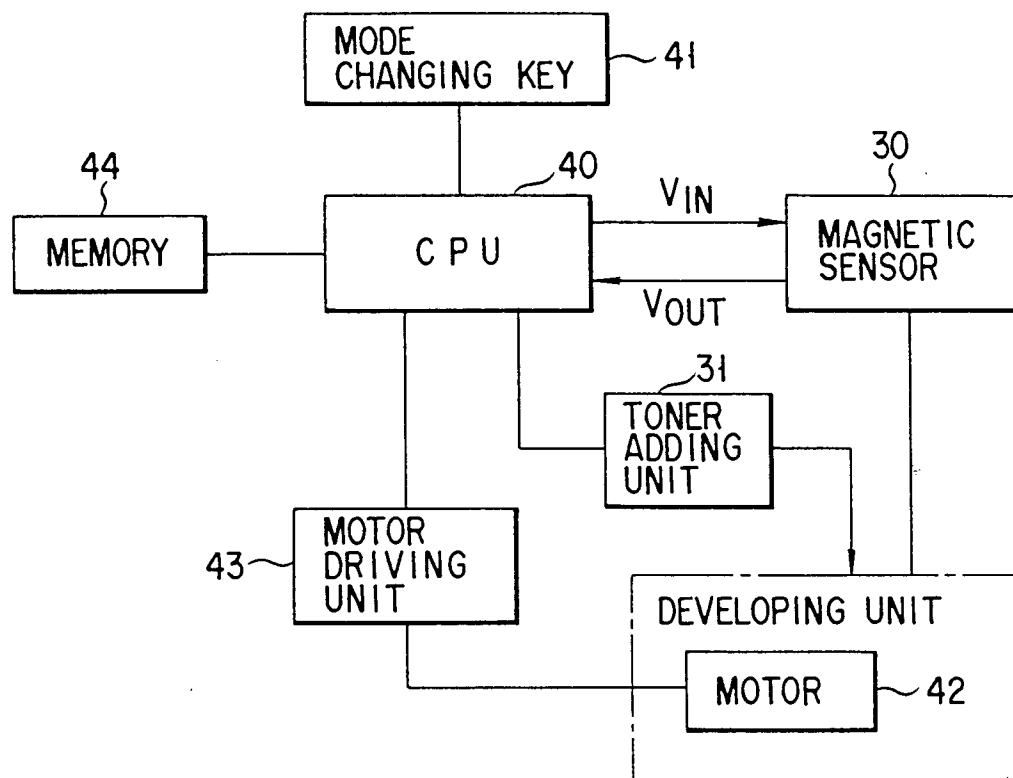 MODE
CHANGING KEY
41
44
40
30
MEMORY
CPU
VIN
MAGNETIC
SENSOR
VOUT
31
TONER
ADDING
UNIT
43
MOTOR
DRIVING
UNIT
DEVELOPING UNIT
MOTOR
42